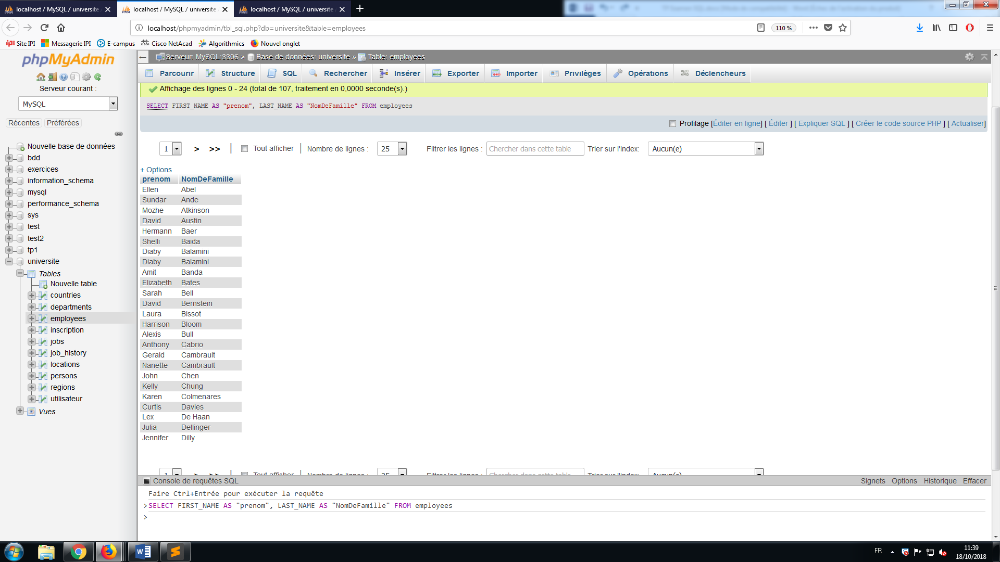 localhost / MySQL / universite
localhost / MySQL / universite
localhost / MySQL / universite
localhost/phpmyadmin/tbl_sql.php?db=universite&table=employees
110 %
Site IPI
Messagerie IPI
E-campus
Cisco NetAcad
Algorithmics
Nouvel onglet
phpMyAdmin
Serveur courant :
MySQL
Récentes
Préférées
Nouvelle base de données
bdd
exercices
information_schema
mysql
performance_schema
sys
test
test2
tp1
universite
Tables
Nouvelle table
countries
departments
employees
inscription
jobs
job_history
locations
persons
regions
utilisateur
Vues
Serveur: MySQL:3306 » Base de données: universite » Table: employees
Parcourir
Structure
SQL
Rechercher
Insérer
Exporter
Importer
Privilèges
Opérations
Déclencheurs
Affichage des lignes 0 - 24 (total de 107, traitement en 0,0000 seconde(s).)
SELECT FIRST_NAME AS "prenom", LAST_NAME AS "NomDeFamille" FROM employees
Profilage [Éditer en ligne] [ Éditer ] [ Expliquer SQL ] [ Créer le code source PHP ] [ Actualiser]
1 > >> Tout afficher Nombre de lignes : 25 Filtrer les lignes : Chercher dans cette table Trier sur l'index: Aucun(e)
+ Options
prenom NomDeFamille
Ellen Abel
Sundar Ande
Mozhe Atkinson
David Austin
Hermann Baer
Shelli Baida
Diaby Balamini
Diaby Balamini
Amit Banda
Elizabeth Bates
Sarah Bell
David Bernstein
Laura Bissot
Harrison Bloom
Alexis Bull
Anthony Cabrio
Gerald Cambrault
Nanette Cambrault
John Chen
Kelly Chung
Karen Colmenares
Curtis Davies
Lex De Haan
Julia Dellinger
Jennifer Dilly
1 > >> Tout afficher Nombre de lignes : 25 Filtrer les lignes : Chercher dans cette table Trier sur l'index: Aucun(e)
Console de requêtes SQL
Signets Options Historique Effacer
Faire Ctrl+Entrée pour exécuter la requête
>SELECT FIRST_NAME AS "prenom", LAST_NAME AS "NomDeFamille" FROM employees
>
FR
11:39
18/10/2018